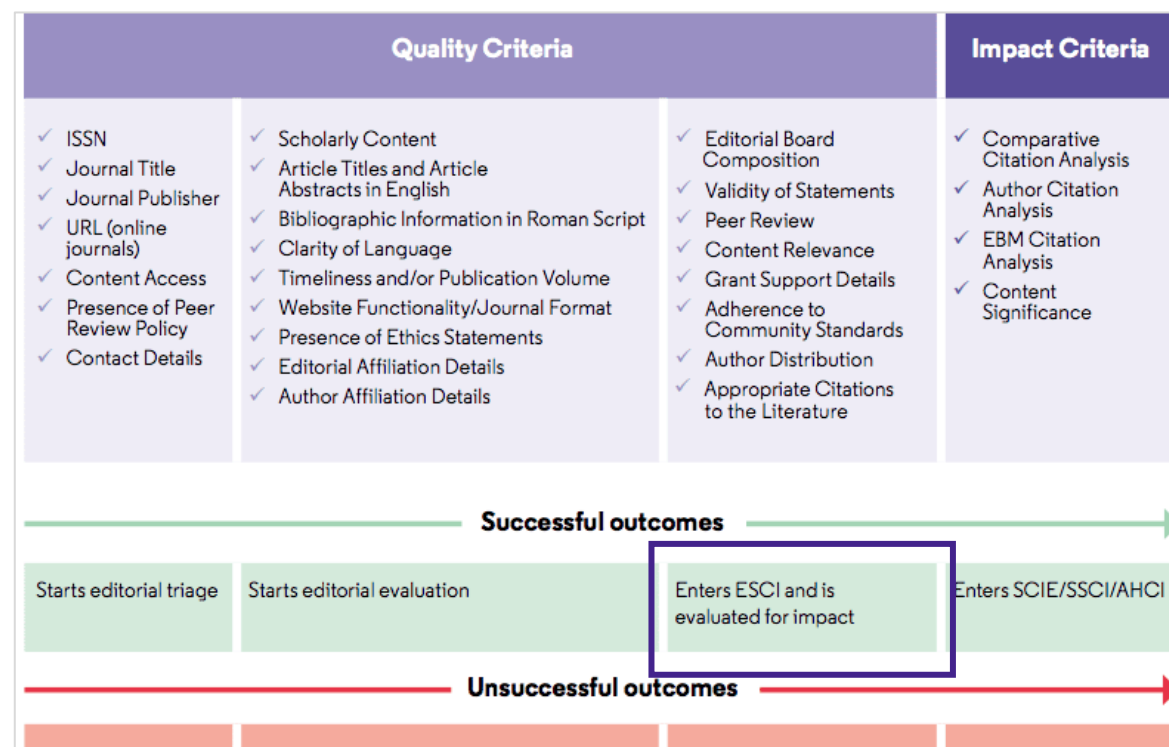 Quality Criteria
Impact Criteria
ISSN
Journal Title
Journal Publisher
URL (online
journals)
Content Access
Presence of Peer
Review Policy
Contact Details
Scholarly Content
Article Titles and Article
Abstracts in English
Bibliographic Information in Roman Script
Clarity of Language
Timeliness and/or Publication Volume
Website Functionality/Journal Format
Presence of Ethics Statements
Editorial Affiliation Details
Author Affiliation Details
Editorial Board
Composition
Validity of Statements
Peer Review
Content Relevance
Grant Support Details
Adherence to
Community Standards
Author Distribution
Appropriate Citations
to the Literature
Comparative
Citation Analysis
Author Citation
Analysis
EBM Citation
Analysis
Content
Significance
Successful outcomes
Starts editorial triage
Starts editorial evaluation
Enters ESCI and is
evaluated for impact
Enters SCIE/SSCI/AHCI
Unsuccessful outcomes